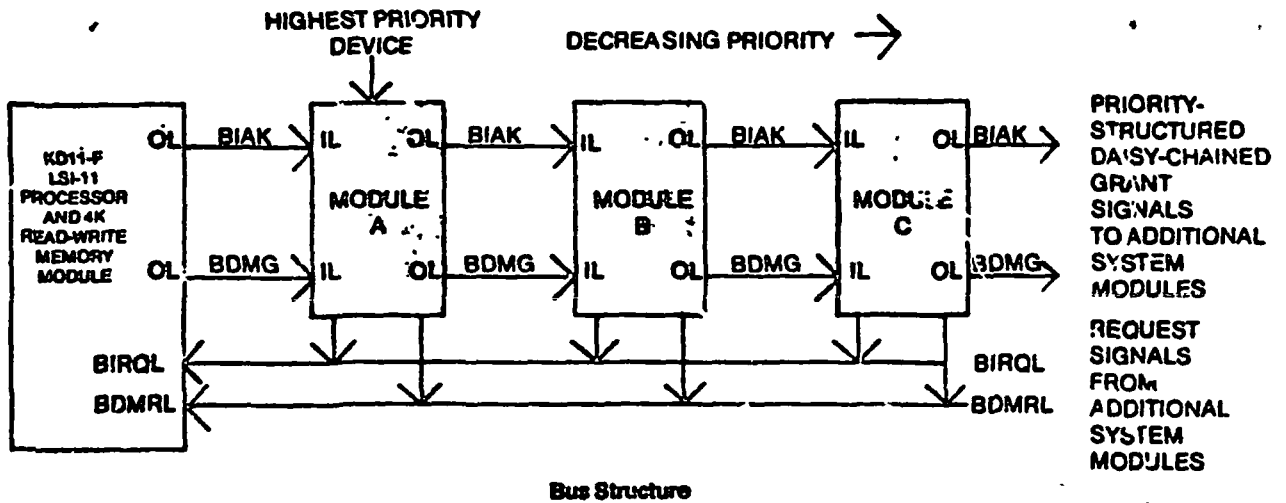 HIGHEST PRIORITY
DEVICE
DECREASING PRIORITY
KD11-F
LSI-11
PROCESSOR
AND 4K
READ-WRITE
MEMORY
MODULE
OL
BIAK
IL
OL
BIAK
IL
OL
BIAK
IL
OL
BIAK
MODULE
A
MODULE
B
MODULE
C
OL
BDMG
IL
OL
BDMG
IL
OL
BDMG
IL
OL
BDMG
BIRQL
BIRQL
BDMRL
BDMRL
PRIORITY-
STRUCTURED
DAISY-CHAINED
GRANT
SIGNALS
TO ADDITIONAL
SYSTEM
MODULES
REQUEST
SIGNALS
FROM
ADDITIONAL
SYSTEM
MODULES
Bus Structure